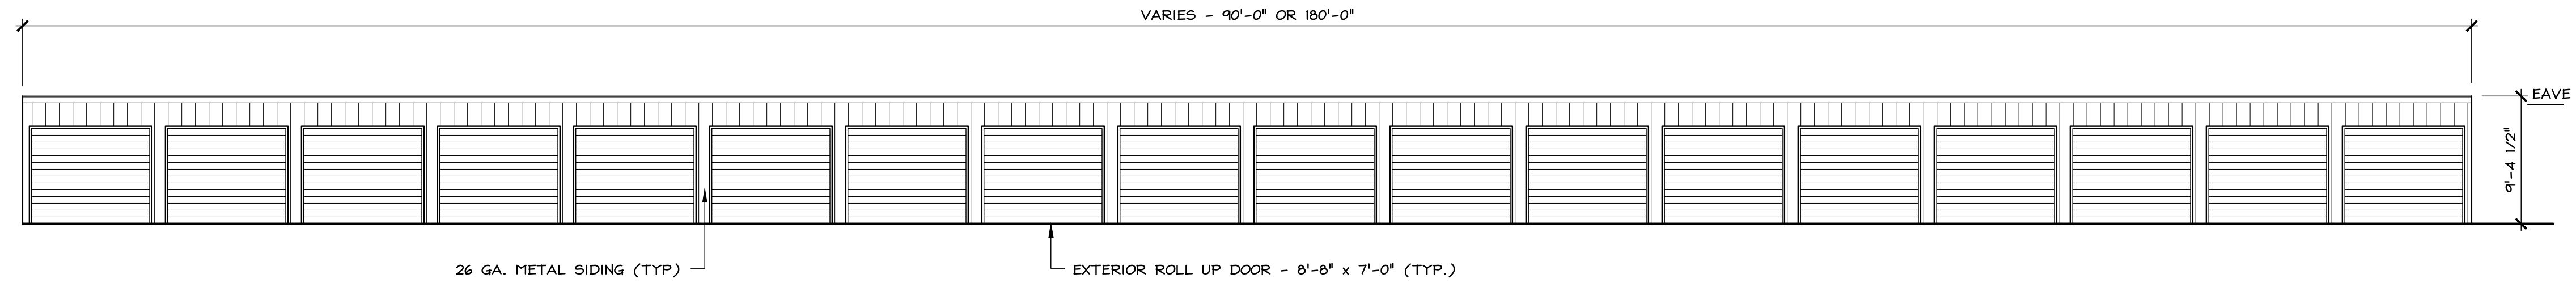 VARIES - 90'-0" OR 180'-0"
EAVE
9'-4 1/2"
26 GA. METAL SIDING (TYP)
EXTERIOR ROLL UP DOOR - 8'-8" x 7'-0" (TYP.)